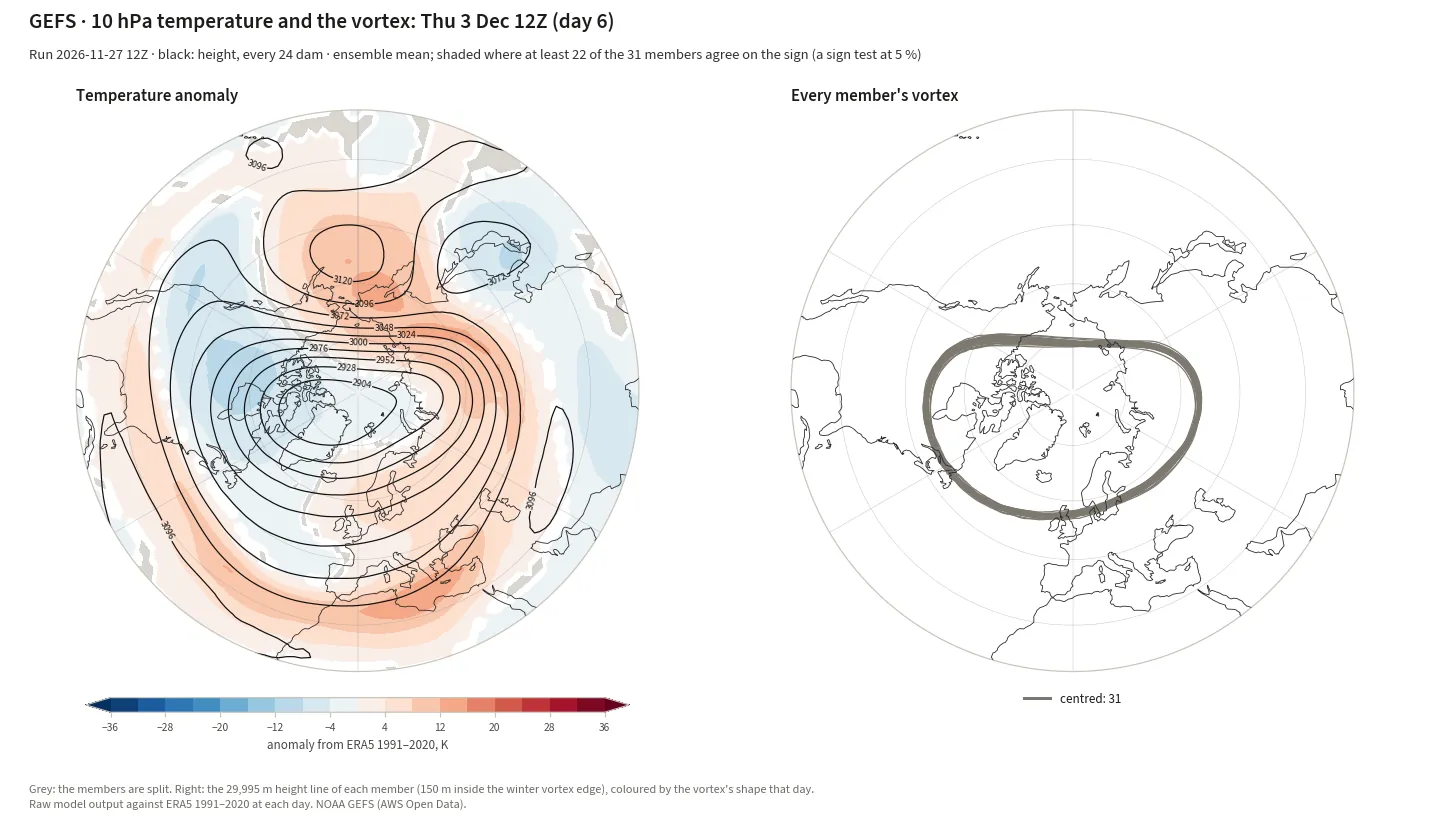 GEFS · 10 hPa temperature and the vortex: Thu 3 Dec 12Z (day 6)
Run 2026-11-27 12Z · black: height, every 24 dam · ensemble mean; shaded where at least 22 of the 31 members agree on the sign (a sign test at 5 %)
Temperature anomaly
Every member's vortex
3096
3120
3072
3096
3072
3048
3024
3000
2976
2952
2928
2904
3096
3096
centred: 31
−36 −28 −20 −12 −4 4 12 20 28 36
anomaly from ERA5 1991–2020, K
Grey: the members are split. Right: the 29,995 m height line of each member (150 m inside the winter vortex edge), coloured by the vortex's shape that day.
Raw model output against ERA5 1991–2020 at each day. NOAA GEFS (AWS Open Data).